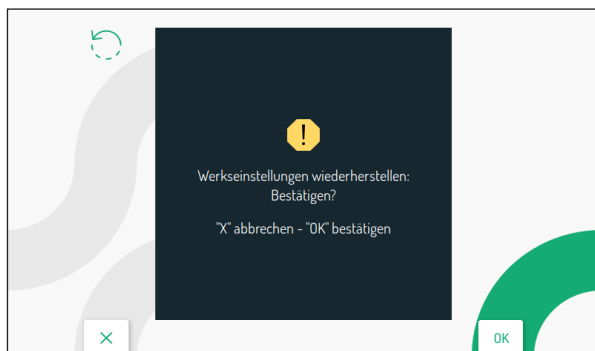 !
Werkseinstellungen wiederherstellen:
Bestätigen?
"X" abbrechen - "OK" bestätigen
OK